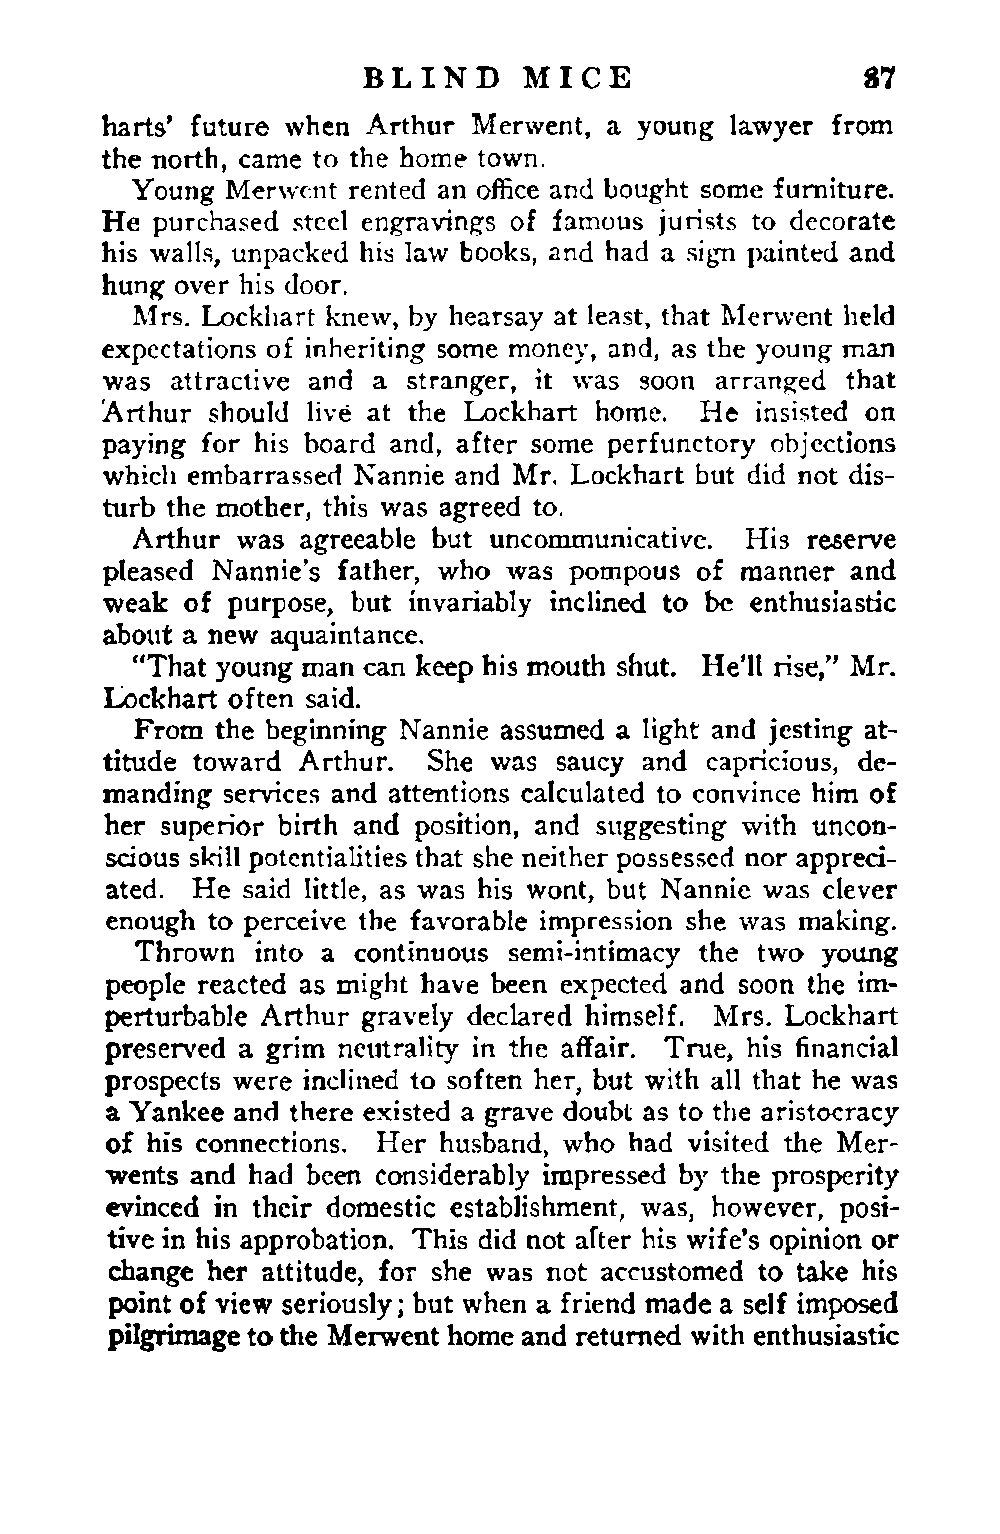 BLIND MICE 87
harts' future when Arthur Merwent, a young lawyer from
the north, came to the home town.
Young Merwent rented an office and bought some furniture.
He purchased steel engravings of famous jurists to decorate
his walls, unpacked his law books, and had a sign painted and
hung over his door.
Mrs. Lockhart knew, by hearsay at least, that Merwent held
expectations of inheriting some money, and, as the young man
was attractive and a stranger, it was soon arranged that
Arthur should live at the Lockhart home. He insisted on
paying for his board and, after some perfunctory objections
which embarrassed Nannie and Mr. Lockhart but did not dis-
turb the mother, this was agreed to.
Arthur was agreeable but uncommunicative. His reserve
pleased Nannie's father, who was pompous of manner and
weak of purpose, but invariably inclined to be enthusiastic
about a new aquaintance.
"That young man can keep his mouth shut. He'll rise," Mr.
Lockhart often said.
From the beginning Nannie assumed a light and jesting at-
titude toward Arthur. She was saucy and capricious, de-
manding services and attentions calculated to convince him of
her superior birth and position, and suggesting with uncon-
scious skill potentialities that she neither possessed nor appreci-
ated. He said little, as was his wont, but Nannie was clever
enough to perceive the favorable impression she was making.
Thrown into a continuous semi-intimacy the two young
people reacted as might have been expected and soon the im-
perturbable Arthur gravely declared himself. Mrs. Lockhart
preserved a grim neutrality in the affair. True, his financial
prospects were inclined to soften her, but with all that he was
a Yankee and there existed a grave doubt as to the aristocracy
of his connections. Her husband, who had visited the Mer-
wents and had been considerably impressed by the prosperity
evinced in their domestic establishment, was, however, posi-
tive in his approbation. This did not after his wife's opinion or
change her attitude, for she was not accustomed to take his
point of view seriously; but when a friend made a self imposed
pilgrimage to the Merwent home and returned with enthusiastic